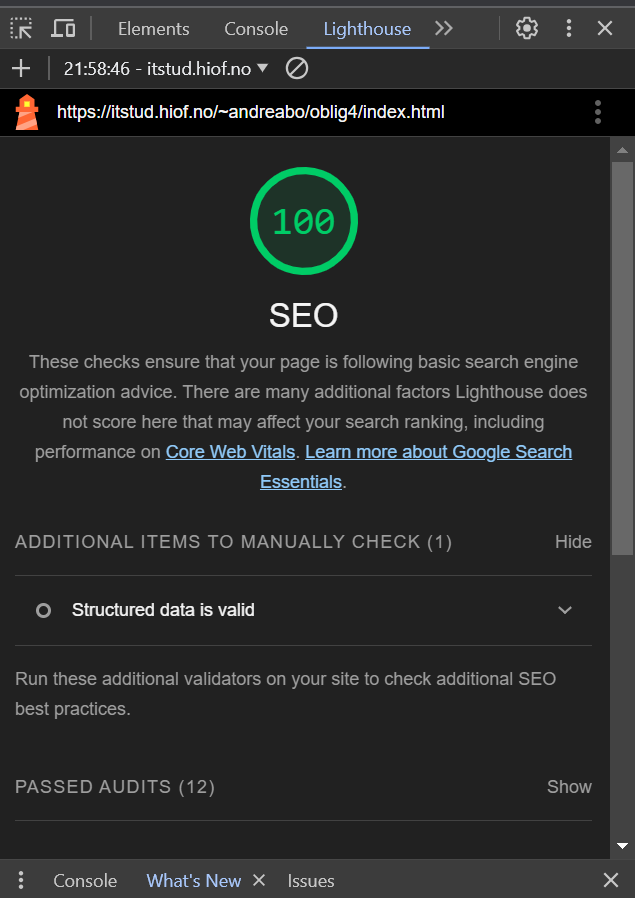 Elements Console Lighthouse
21:58:46 - itstud.hiof.no
https://itstud.hiof.no/~andreabo/oblig4/index.html
100
SEO
These checks ensure that your page is following basic search engine
optimization advice. There are many additional factors Lighthouse does
not score here that may affect your search ranking, including
performance on Core Web Vitals. Learn more about Google Search
Essentials.
ADDITIONAL ITEMS TO MANUALLY CHECK (1) Hide
Structured data is valid
Run these additional validators on your site to check additional SEO
best practices.
PASSED AUDITS (12) Show
Console What's New Issues